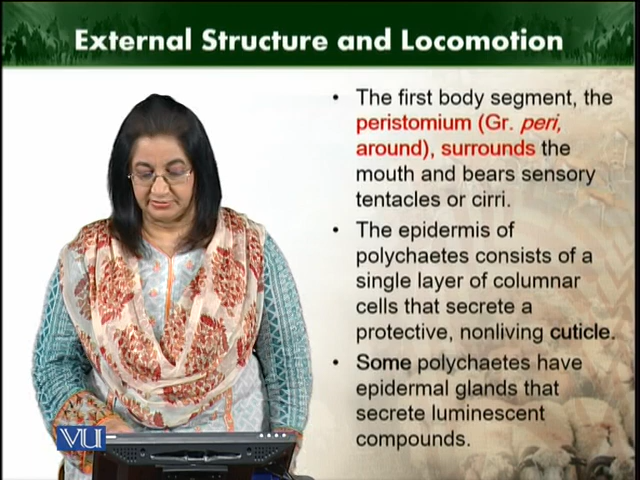 External Structure and Locomotion
• The first body segment, the
peristomium (Gr. peri,
around), surrounds the
mouth and bears sensory
tentacles or cirri.
• The epidermis of
polychaetes consists of a
single layer of columnar
cells that secrete a
protective, nonliving cuticle.
• Some polychaetes have
epidermal glands that
secrete luminescent
compounds.
VU